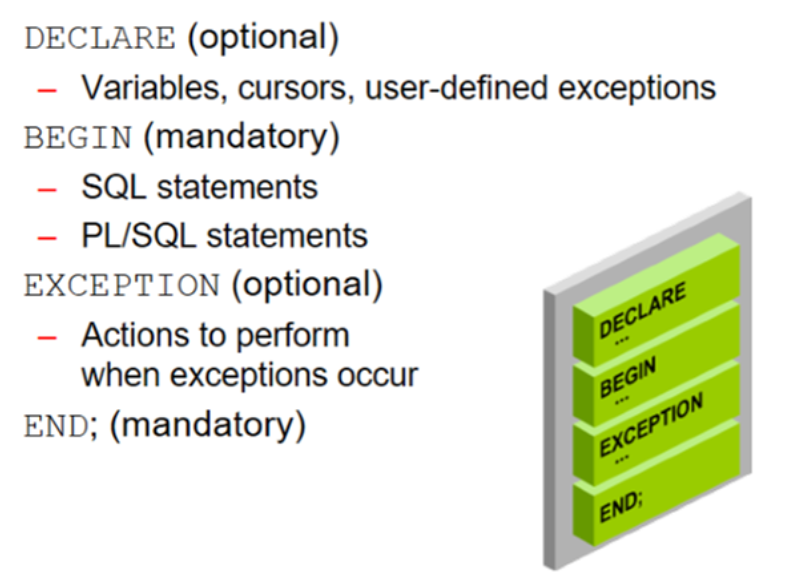 DECLARE (optional)
– Variables, cursors, user-defined exceptions
BEGIN (mandatory)
– SQL statements
– PL/SQL statements
EXCEPTION (optional)
– Actions to perform
when exceptions occur
END; (mandatory)
DECLARE
...
BEGIN
...
EXCEPTION
...
END;